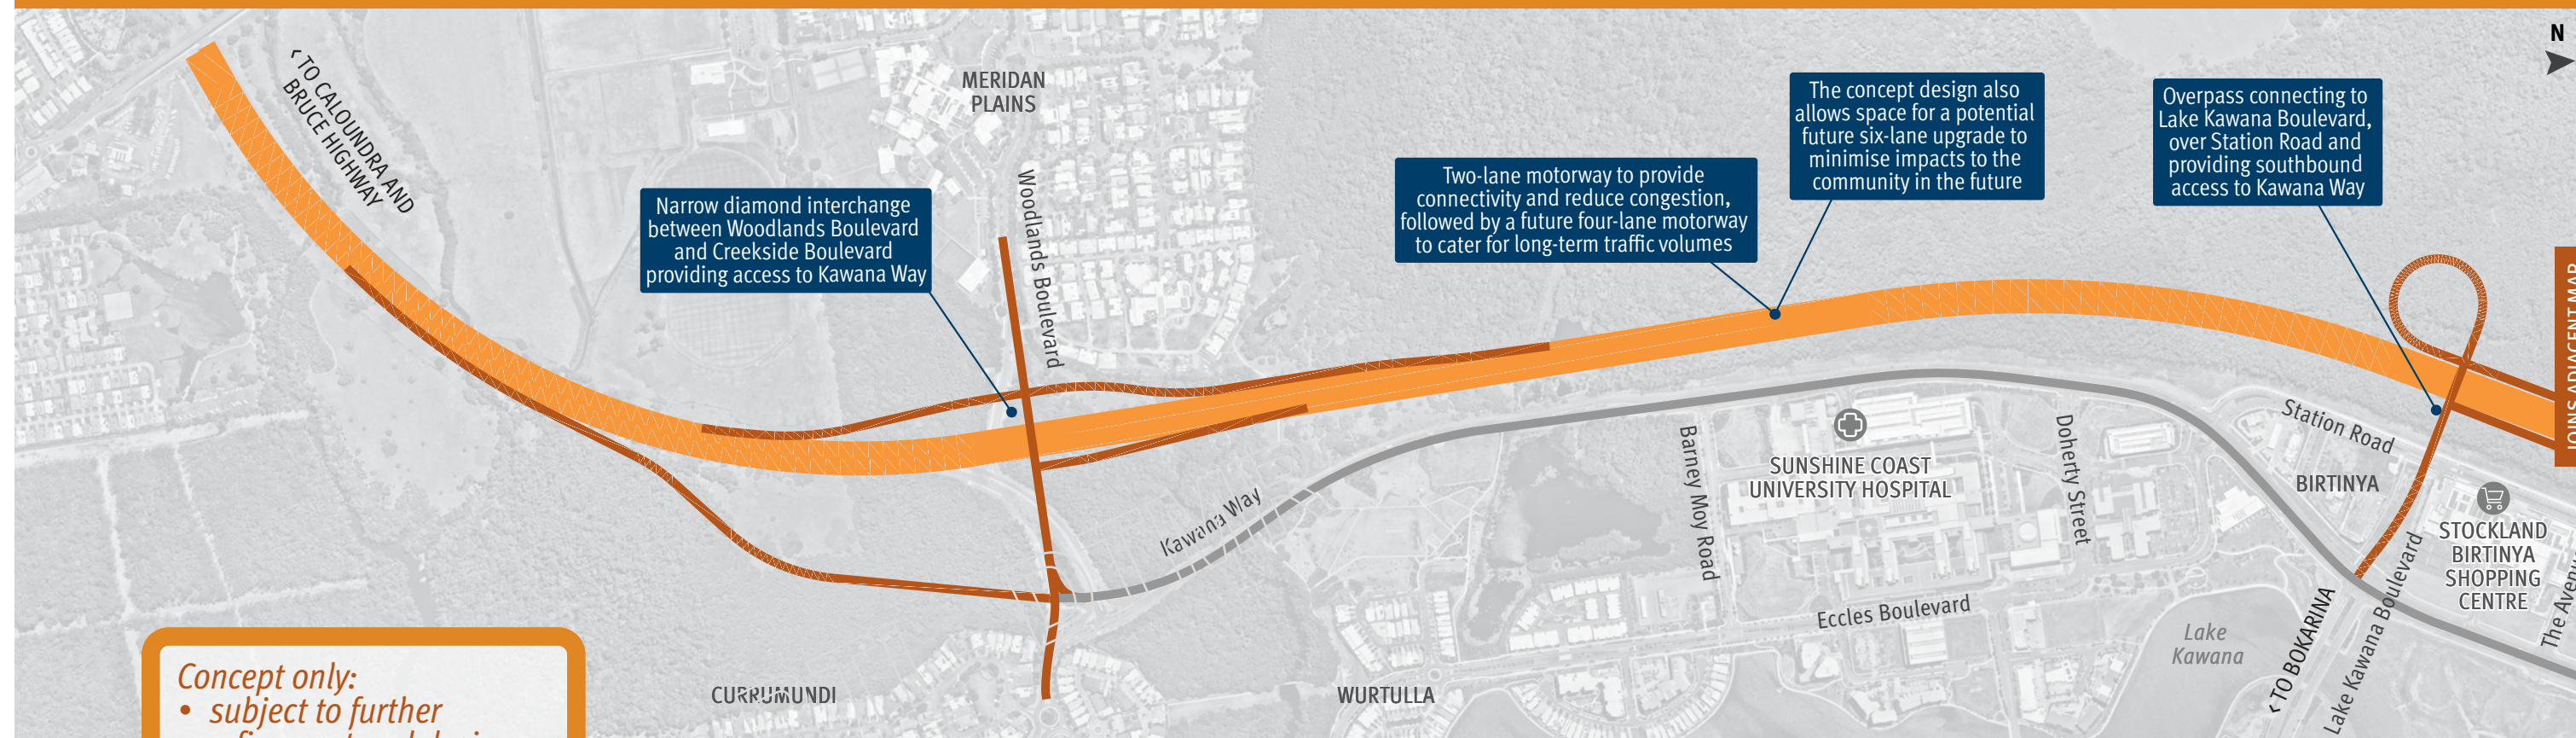 N
‹ TO CALOUNDRA AND
BRUCE HIGHWAY
MERIDAN
PLAINS
Woodlands Boulevard
Narrow diamond interchange
between Woodlands Boulevard
and Creekside Boulevard
providing access to Kawana Way
Two-lane motorway to provide
connectivity and reduce congestion,
followed by a future four-lane motorway
to cater for long-term traffic volumes
The concept design also
allows space for a potential
future six-lane upgrade to
minimise impacts to the
community in the future
Overpass connecting to
Lake Kawana Boulevard,
over Station Road and
providing southbound
access to Kawana Way
JOINS ADJACENT MAP
Station Road
BIRTINYA
STOCKLAND
BIRTINYA
SHOPPING
CENTRE
The
SUNSHINE COAST
UNIVERSITY HOSPITAL
Barney Moy Road
Doherty Street
Kawana Way
Eccles Boulevard
Lake
Kawana
‹ TO BOKARINA
Lake Kawana Boulevard
CURRUMUNDI
WURTULLA
Concept only:
• subject to further